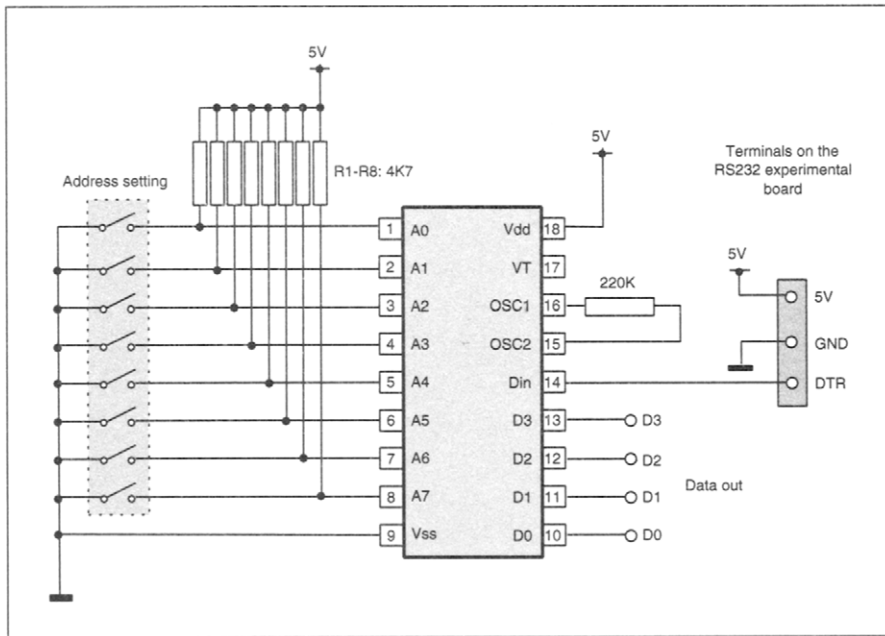 5V
R1-R8: 4K7
Address setting
5V
Terminals on the
RS232 experimental
board
1 A0 Vdd 18
2 A1 VT 17
220K
5V
3 A2 OSC1 16
5V
4 A3 OSC2 15
GND
5 A4 Din 14
DTR
6 A5 D3 13 D3
7 A6 D2 12 D2
Data out
8 A7 D1 11 D1
9 Vss D0 10 D0